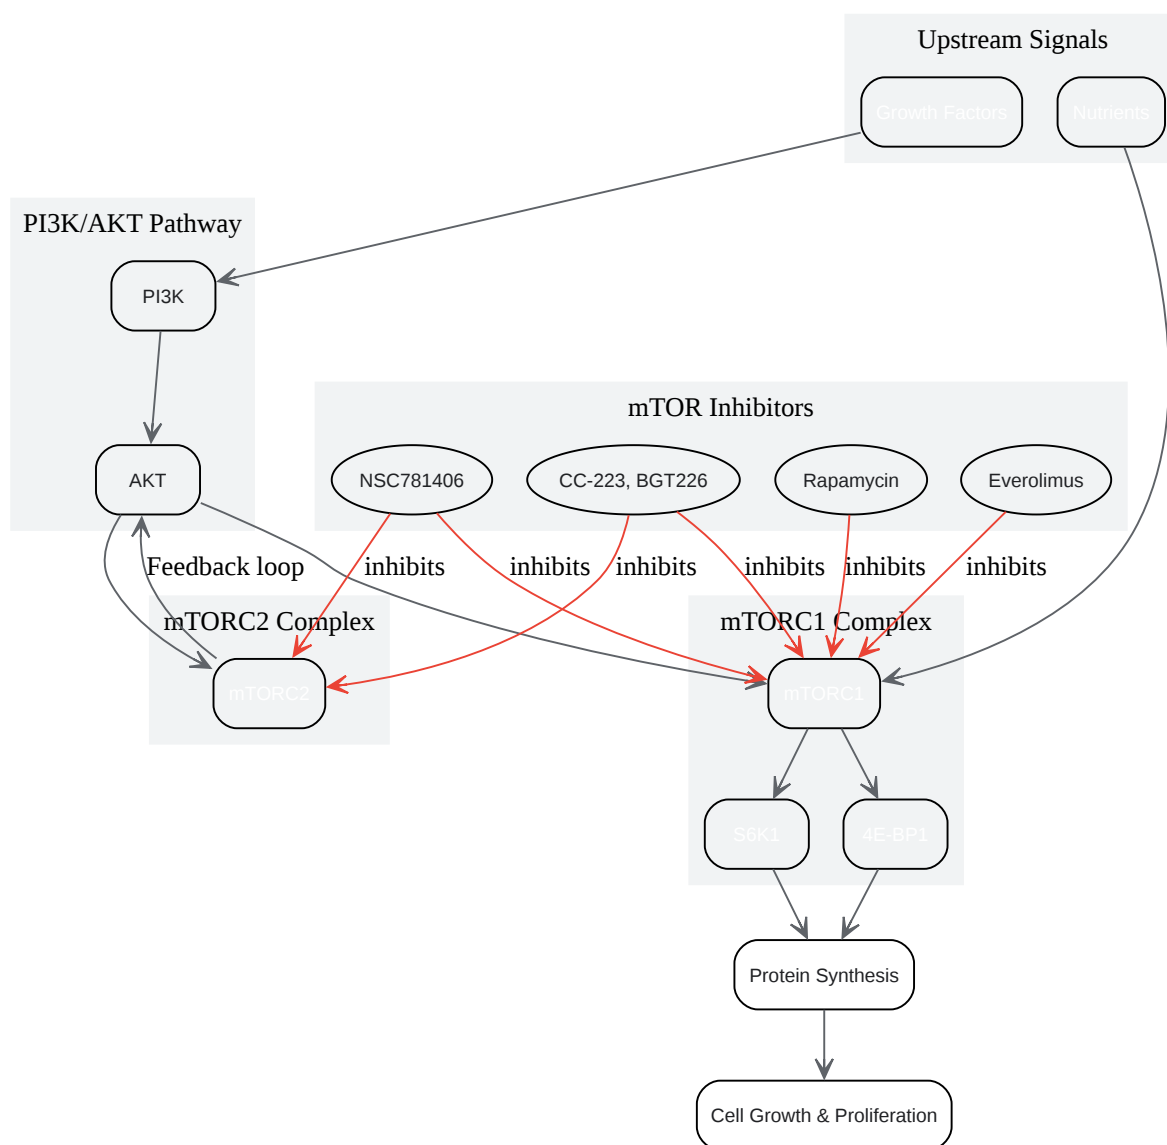 Upstream Signals
Growth Factors
Nutrients
PI3K/AKT Pathway
PI3K
mTOR Inhibitors
AKT
NSC781406
CC-223, BGT226
Rapamycin
Everolimus
Feedback loop
inhibits
inhibits
inhibits
inhibits
inhibits
inhibits
mTORC2 Complex
mTORC1 Complex
mTORC2
mTORC1
S6K1
4E-BP1
Protein Synthesis
Cell Growth & Proliferation